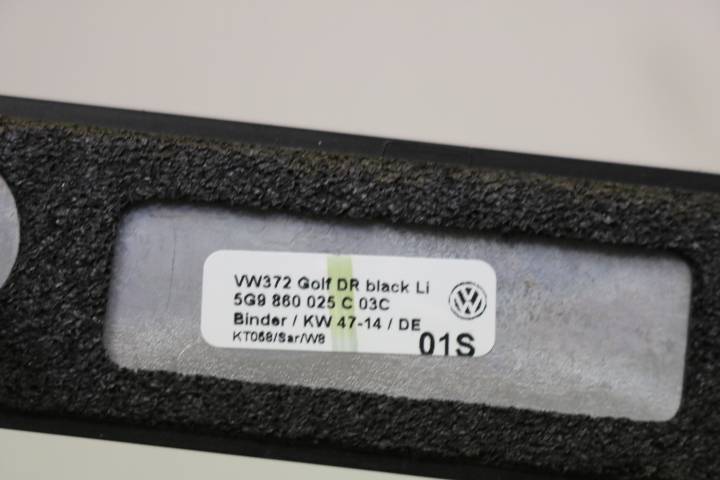 VW372 Golf DR black Li
5G9 860 025 C 03C
Binder / KW 47-14 / DE
KT058/Sar/W8
01S